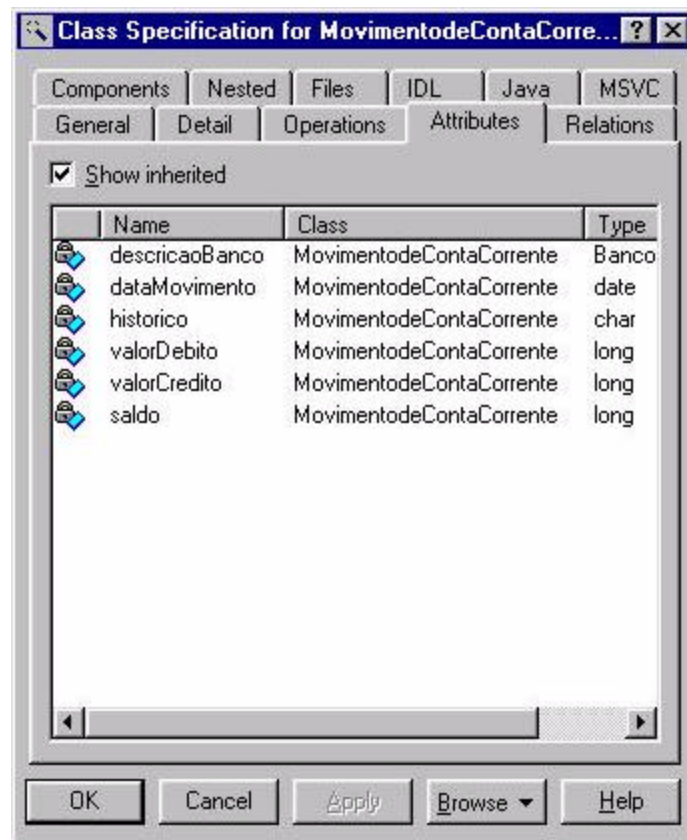 Class Specification for MovimentodeContaCorre...
Components Nested Files IDL Java MSVC
General Detail Operations Attributes Relations
Show inherited
Name Class Type
descricaoBanco MovimentodeContaCorrente Banco
dataMovimento MovimentodeContaCorrente date
historico MovimentodeContaCorrente char
valorDebito MovimentodeContaCorrente long
valorCredito MovimentodeContaCorrente long
saldo MovimentodeContaCorrente long
OK Cancel Apply Browse Help